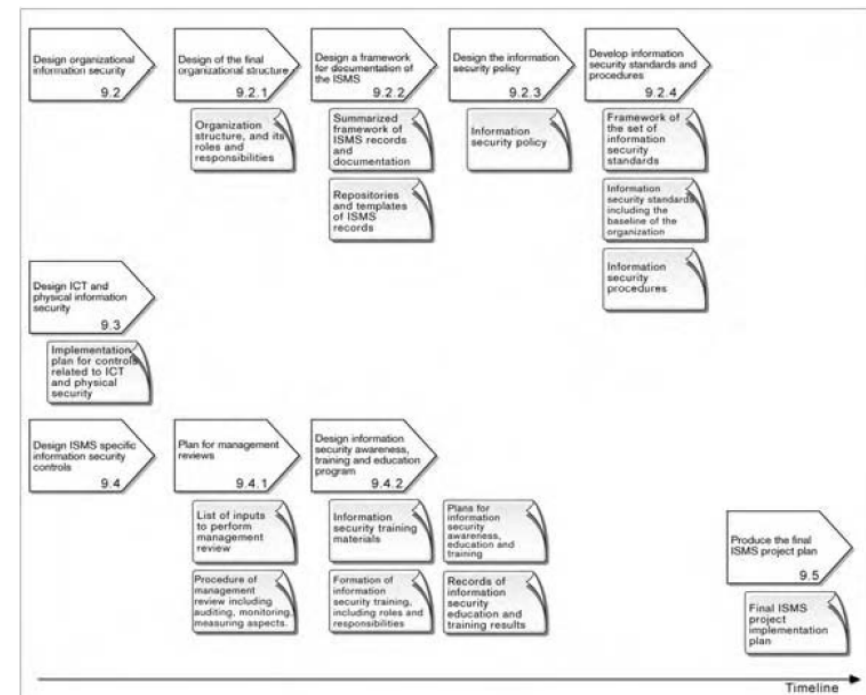 Design organizational
information security
9.2
Design of the final
organizational structure
9.2.1
Design a framework
for documentation of
the ISMS
9.2.2
Design the information
security policy
9.2.3
Develop information
security standards and
procedures
9.2.4
Organization
structure, and its
roles and
responsibilities
Summarized
framework of
ISMS records
and
documentation
Information
security policy
Framework of
the set of
information
security
standards
Repositories
and templates
of ISMS
records
Information
security standards
including the
baseline of the
organization
Information
security
procedures
Design ICT and
physical information
security
9.3
Implementation
plan for controls
related to ICT
and physical
security
Design ISMS specific
information security
controls
9.4
Plan for management
reviews
9.4.1
Design information
security awareness,
training and education
program
9.4.2
List of inputs
to perform
management
review
Information
security training
materials
Plans for
information
security
awareness,
education and
training
Procedure of
management
review including
auditing, monitoring,
measuring aspects.
Formation of
information
security training,
including roles and
responsibilities
Records of
information
security
education and
training results
Produce the final
ISMS project plan
9.5
Final ISMS
project
implementation
plan
Timeline